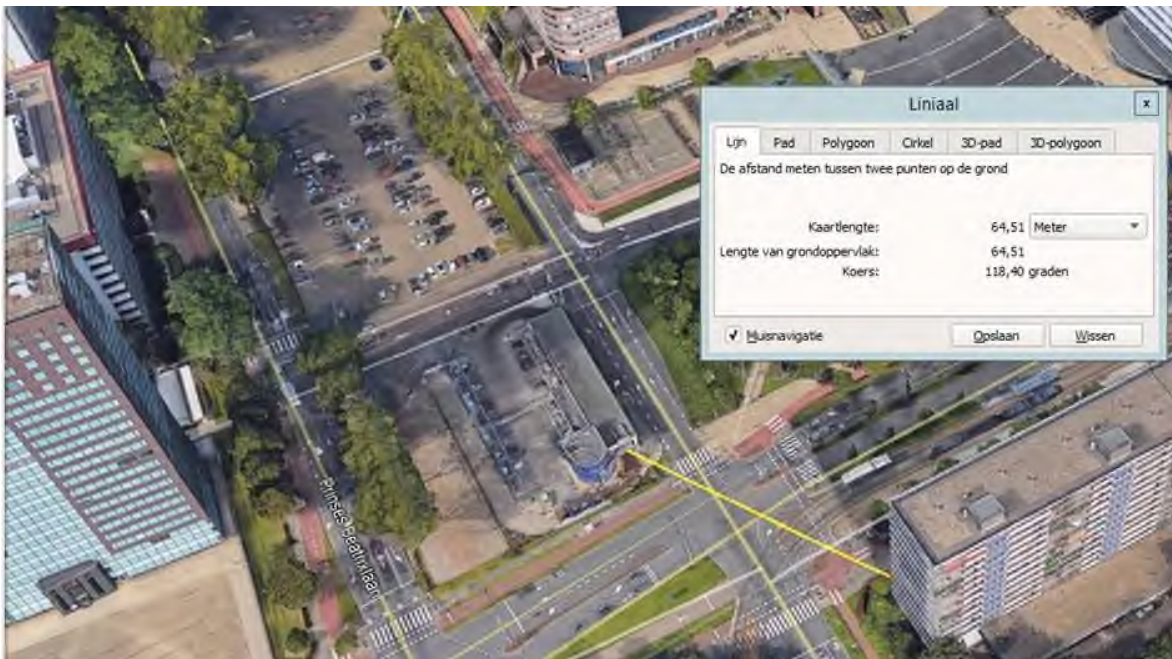 Liniaal
x
Lijn Pad Polygoon Cirkel 3D-pad 3D-polygoon
De afstand meten tussen twee punten op de grond
Kaartlengte: 64,51 Meter
Lengte van grondoppervlak: 64,51
Koers: 118,40 graden
Muisnavigatie Opslaan Wissen
Prinses Beatrixlaan